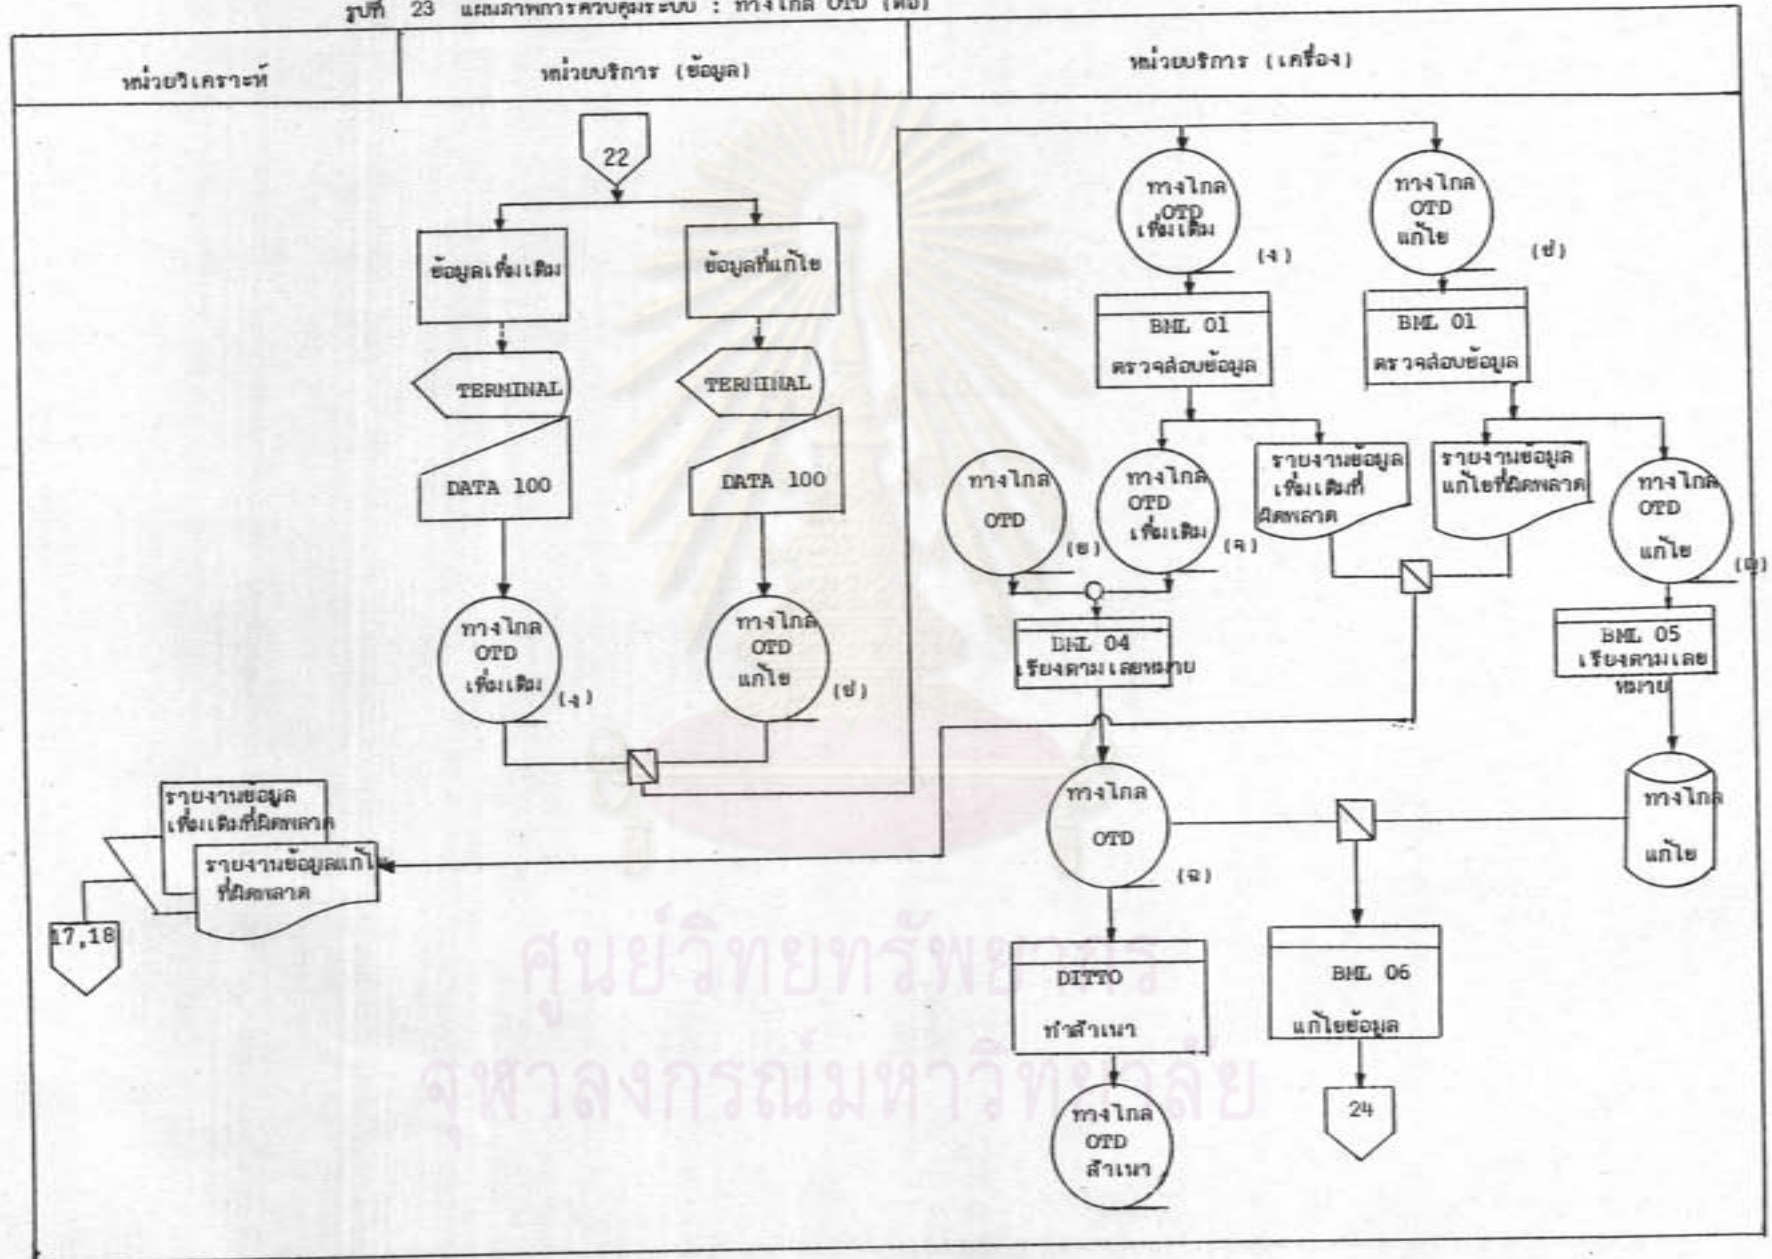 รูปที่ 23 แผนภาพการควบคุมระบบ : ทางไกล OTD (ต่อ)
หน่วยวิเคราะห์
หน่วยบริการ (ข้อมูล)
หน่วยบริการ (เครื่อง)
22
ข้อมูลเพิ่มเติม
ข้อมูลที่แก้ไข
TERMINAL
TERMINAL
DATA 100
DATA 100
ทางไกล
OTD
เพิ่มเติม
(ง)
ทางไกล
OTD
แก้ไข
(ช)
รายงานข้อมูล
เพิ่มเติมที่ผิดพลาด
รายงานข้อมูลแก้ไข
ที่ผิดพลาด
17,18
ทางไกล
OTD
เพิ่มเติม
(ง)
ทางไกล
OTD
แก้ไข
(ช)
BML 01
ตรวจสอบข้อมูล
BML 01
ตรวจสอบข้อมูล
ทางไกล
OTD
(ข)
ทางไกล
OTD
เพิ่มเติม
(จ)
รายงานข้อมูล
เพิ่มเติมที่
ผิดพลาด
รายงานข้อมูล
แก้ไขที่ผิดพลาด
ทางไกล
OTD
แก้ไข
BML 04
เรียงตามเลขหมาย
BML 05
เรียงตามเลข
หมาย
ทางไกล
OTD
(ฉ)
ทางไกล
แก้ไข
DITTO
ทำสำเนา
BML 06
แก้ไขข้อมูล
ทางไกล
OTD
สำเนา
24
ศูนย์วิทยทรัพยากร
จุฬาลงกรณ์มหาวิทยาลัย